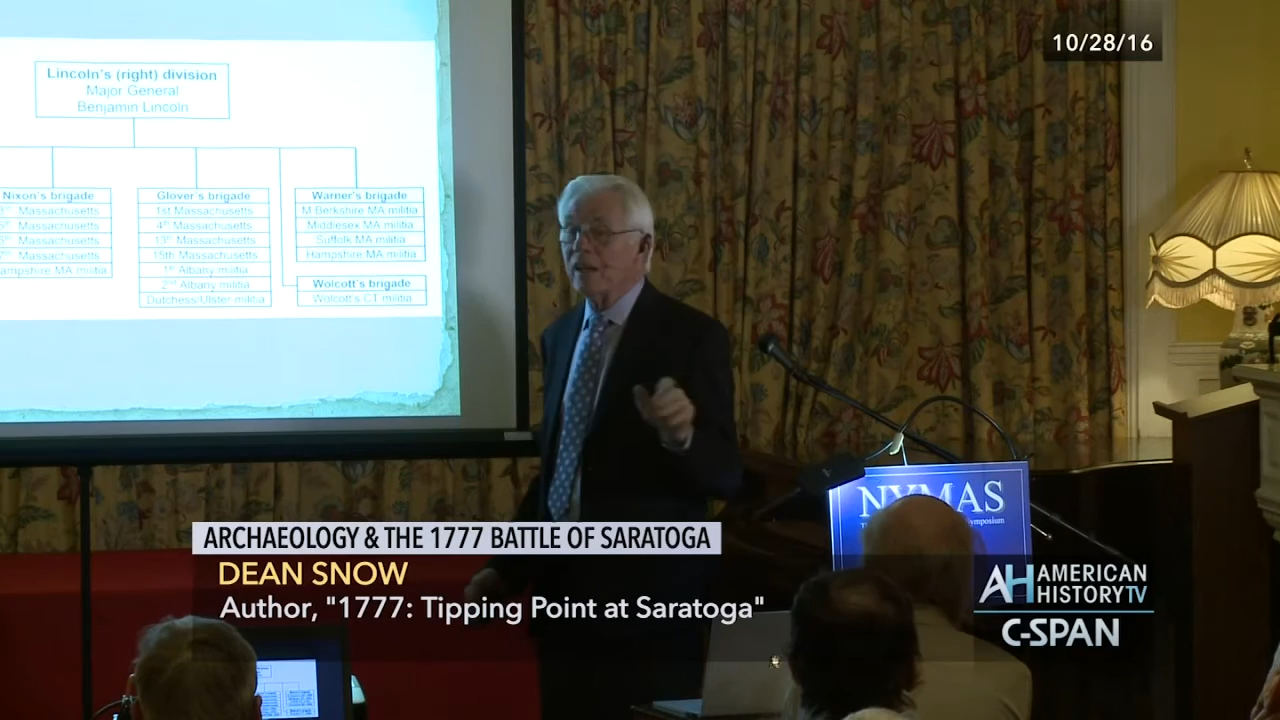 10/28/16
Lincoln's (right) division
Major General
Benjamin Lincoln
Nixon's brigade
Massachusetts
Massachusetts
Massachusetts
Massachusetts
ampshire MA militia
Glover's brigade
1st Massachusetts
4th Massachusetts
13th Massachusetts
15th Massachusetts
1st Albany militia
2nd Albany militia
Dutchess/Ulster militia
Warner's brigade
M Berkshire MA militia
Middlesex MA militia
Suffolk MA militia
Hampshire MA militia
Wolcott's brigade
Wolcott's CT militia
NYMAS
Symposium
ARCHAEOLOGY & THE 1777 BATTLE OF SARATOGA
DEAN SNOW
Author, "1777: Tipping Point at Saratoga"
AH AMERICAN
HISTORYTV
C-SPAN